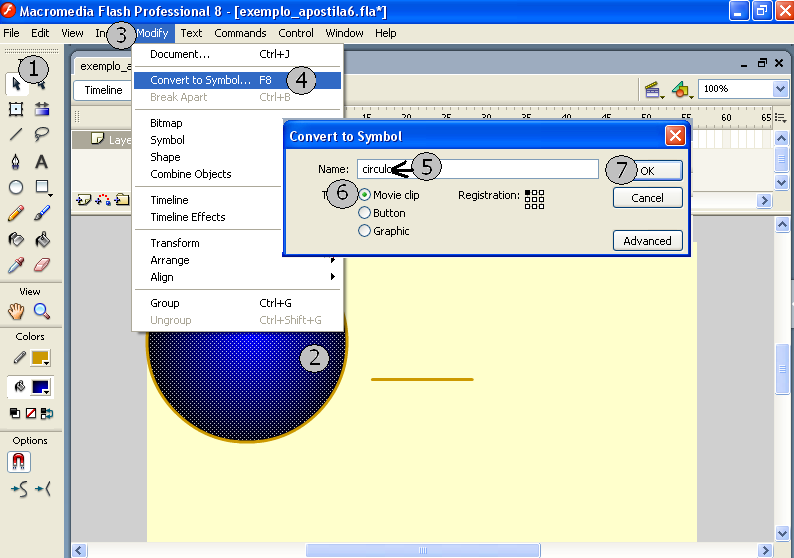 Macromedia Flash Professional 8 - [exemplo_apostila6.fla*]
File Edit View In 3 Modify Text Commands Control Window Help
1
exemplo_a
Timeline
100%
Document... Ctrl+J
Convert to Symbol... F8 4
Break Apart Ctrl+B
Bitmap
Symbol
Shape
Combine Objects
Timeline
Timeline Effects
Transform
Arrange
Align
Group Ctrl+G
Ungroup Ctrl+Shift+G
15 25 30 35 40 45 50 55 60 65
Laye
Convert to Symbol
Name: circulo 5
7 OK
T 6 Movie clip
Registration:
Cancel
Button
Graphic
Advanced
A
View
Colors
2
Options